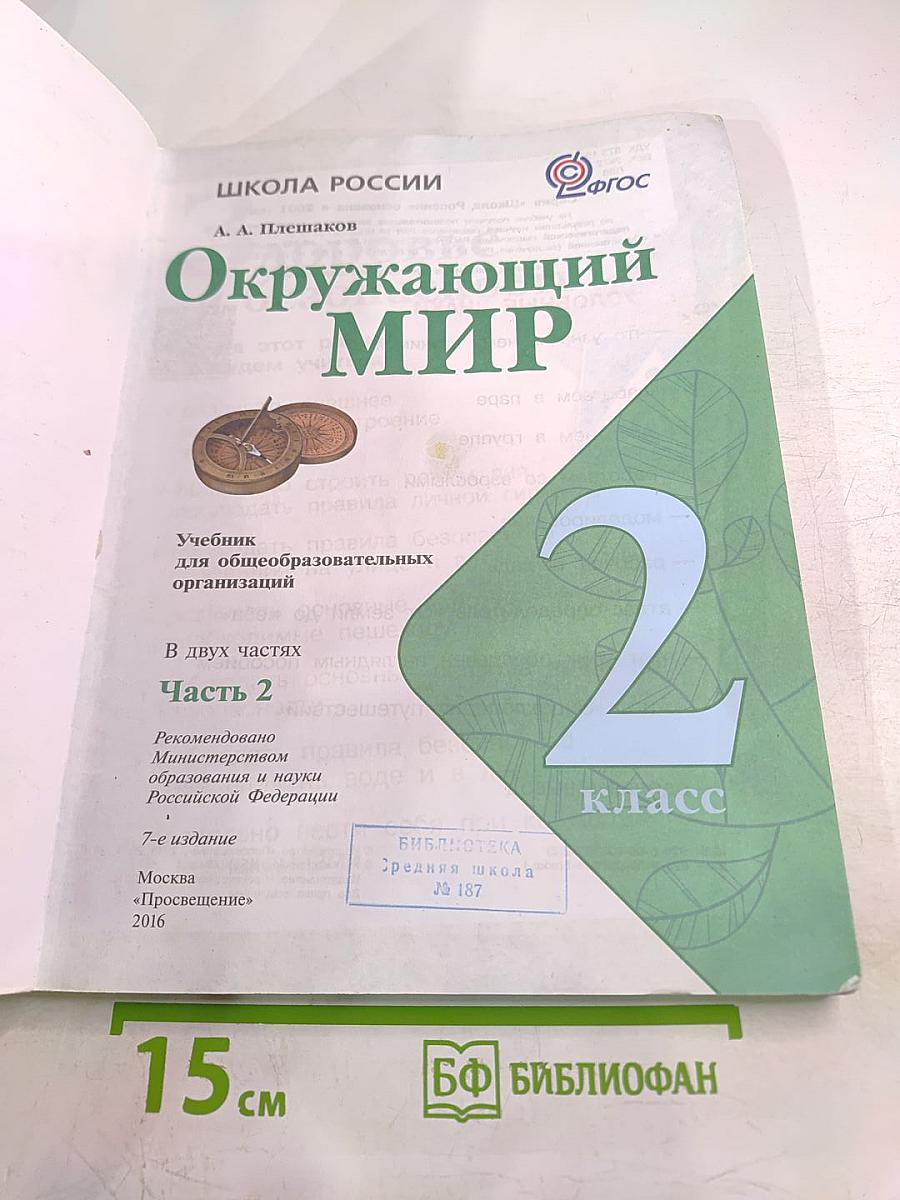 ШКОЛА РОССИИ
ФГОС
А. А. Плешаков
Окружающий
МИР
Учебник
для общеобразовательных
организаций
В двух частях
Часть 2
Рекомендовано
Министерством
образования и науки
Российской Федерации
7-е издание
Москва
«Просвещение»
2016
2
класс
БИБЛИОТЕКА
Средняя школа
№ 187
15 см
БФ БИБЛИОФАН